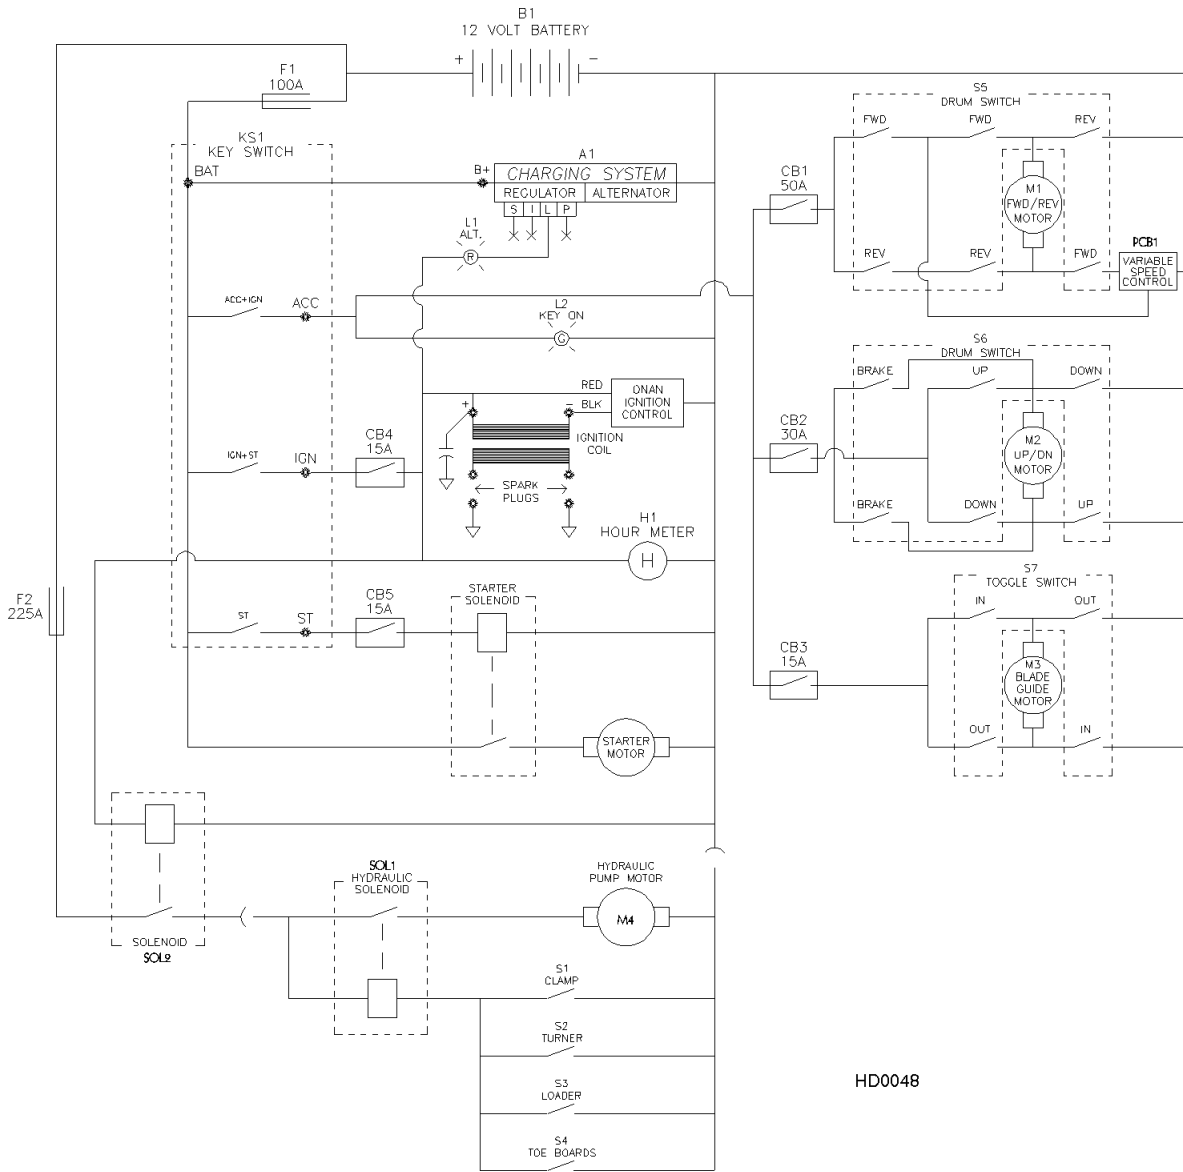 B1
12 VOLT BATTERY
+
−
F1
100A
S5
DRUM SWITCH
FWD
FWD
REV
KS1
KEY SWITCH
BAT
B+
A1
CHARGING SYSTEM
REGULATOR
ALTERNATOR
S I L P
CB1
50A
M1
FWD/REV
MOTOR
L1
ALT.
R
REV
REV
FWD
PCB1
VARIABLE
SPEED
CONTROL
ACC+IGN
ACC
L2
KEY ON
G
S6
DRUM SWITCH
BRAKE
UP
DOWN
RED
BLK
ONAN
IGNITION
CONTROL
+
−
IGNITION
COIL
CB2
30A
M2
UP/DN
MOTOR
IGN+ST
IGN
CB4
15A
SPARK
PLUGS
BRAKE
DOWN
UP
H1
HOUR METER
H
S7
TOGGLE SWITCH
IN
OUT
F2
225A
ST
ST
CB5
15A
STARTER
SOLENOID
CB3
15A
M3
BLADE
GUIDE
MOTOR
OUT
IN
STARTER
MOTOR
SOL1
HYDRAULIC
SOLENOID
HYDRAULIC
PUMP MOTOR
M4
SOLENOID
SOL2
S1
CLAMP
S2
TURNER
S3
LOADER
S4
TOE BOARDS
HD0048